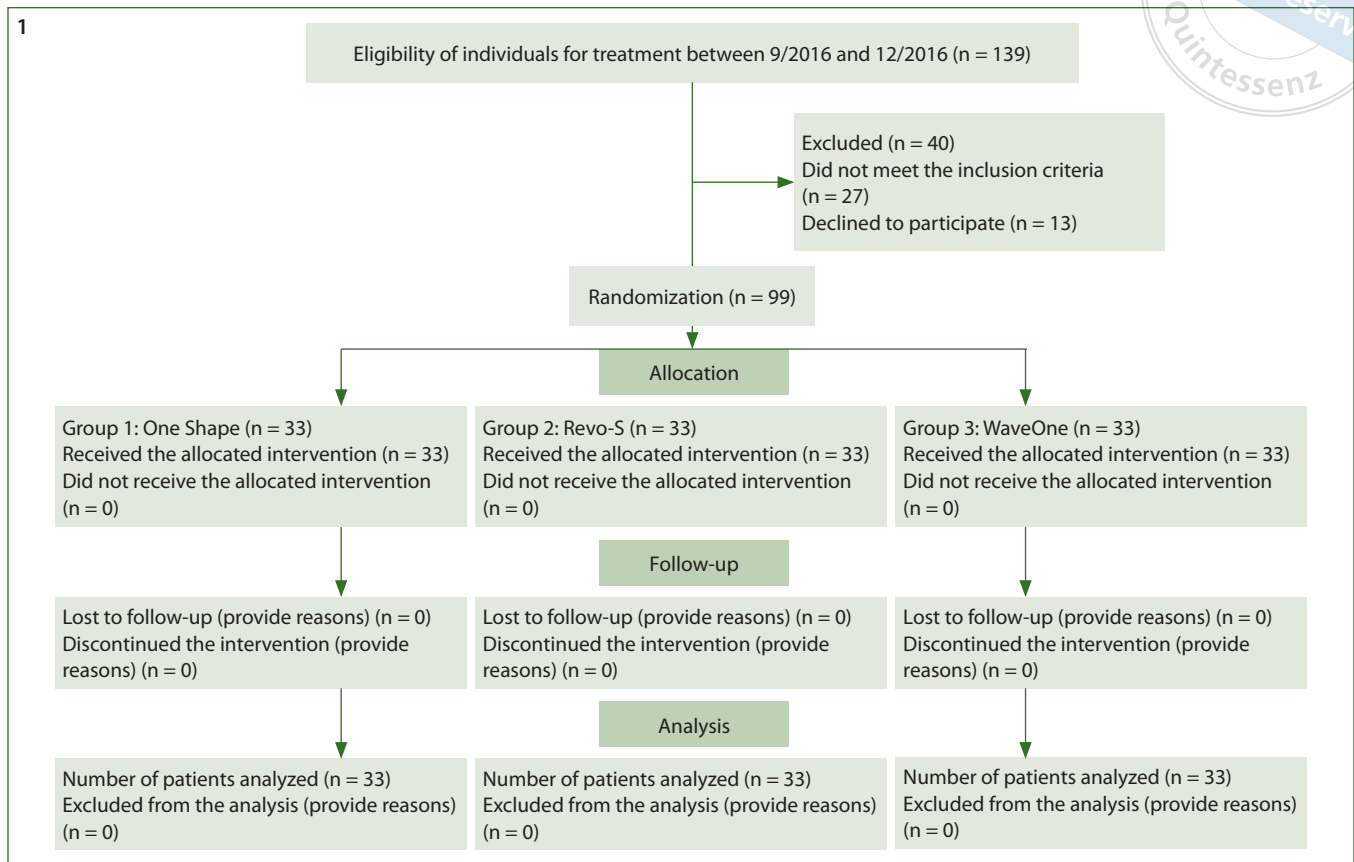 1
Quintessenz
Eligibility of individuals for treatment between 9/2016 and 12/2016 (n = 139)
Excluded (n = 40)
Did not meet the inclusion criteria
(n = 27)
Declined to participate (n = 13)
Randomization (n = 99)
Allocation
Group 1: One Shape (n = 33)
Received the allocated intervention (n = 33)
Did not receive the allocated intervention
(n = 0)
Group 2: Revo-S (n = 33)
Received the allocated intervention (n = 33)
Did not receive the allocated intervention
(n = 0)
Group 3: WaveOne (n = 33)
Received the allocated intervention (n = 33)
Did not receive the allocated intervention
(n = 0)
Follow-up
Lost to follow-up (provide reasons) (n = 0)
Discontinued the intervention (provide
reasons) (n = 0)
Lost to follow-up (provide reasons) (n = 0)
Discontinued the intervention (provide
reasons) (n = 0)
Lost to follow-up (provide reasons) (n = 0)
Discontinued the intervention (provide
reasons) (n = 0)
Analysis
Number of patients analyzed (n = 33)
Excluded from the analysis (provide reasons)
(n = 0)
Number of patients analyzed (n = 33)
Excluded from the analysis (provide reasons)
(n = 0)
Number of patients analyzed (n = 33)
Excluded from the analysis (provide reasons)
(n = 0)